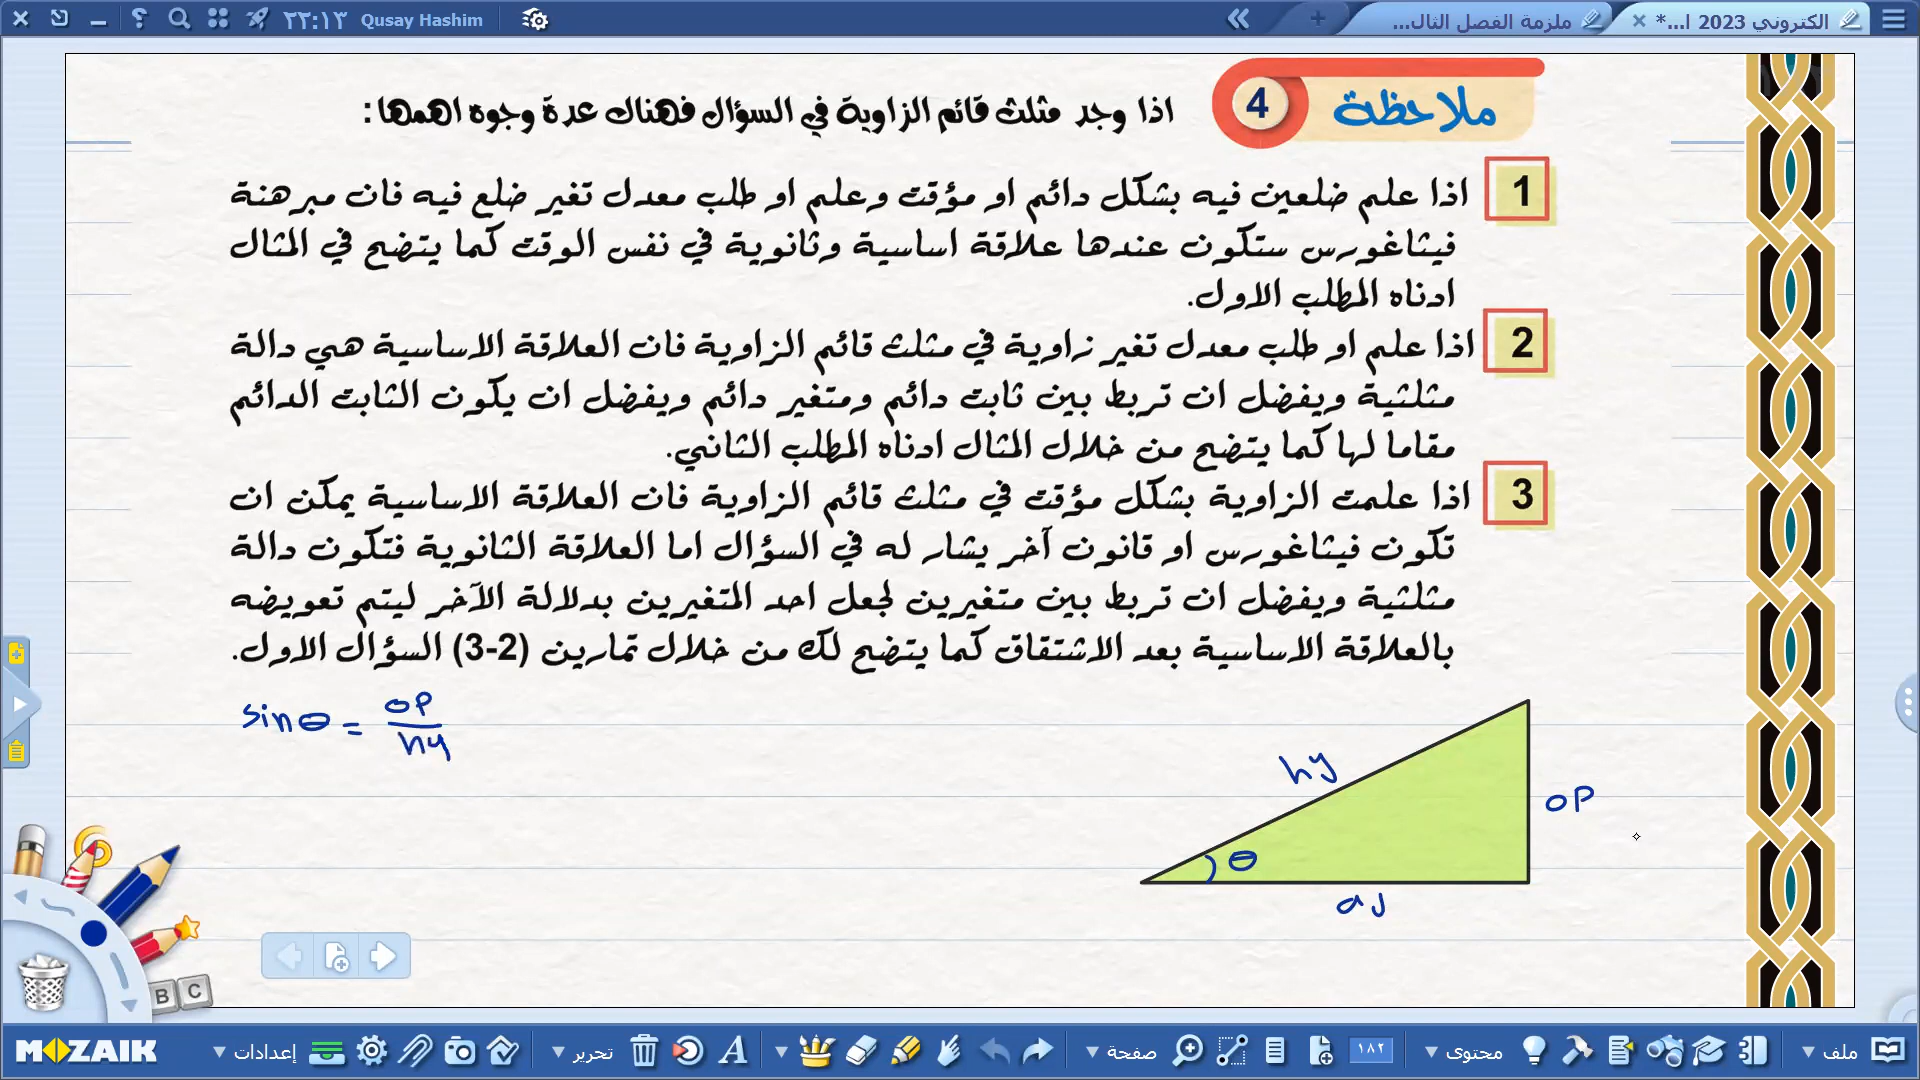 ٢٣:١٣ Qusay Hashim
ملزمة الفصل الثال...
الكتروني 2023 ا...*
ملاحظة 4 اذا وجد مثلث قائم الزاوية في السؤال فهناك عدة وجوه اهمها:
1 اذا علم ضلعين فيه بشكل دائم او مؤقت وعلم او طلب معدل تغير ضلع فيه فان مبرهنة
فيثاغورس ستكون عندها علاقة اساسية وثانوية في نفس الوقت كما يتضح في المثال
ادناه المطلب الاول.
2 اذا علم او طلب معدل تغير زاوية في مثلث قائم الزاوية فان العلاقة الاساسية هي دالة
مثلثية ويفضل ان تربط بين ثابت دائم ومتغير دائم ويفضل ان يكون الثابت الدائم
مقاما لها كما يتضح من خلال المثال ادناه المطلب الثاني.
3 اذا علمت الزاوية بشكل مؤقت في مثلث قائم الزاوية فان العلاقة الاساسية يمكن ان
تكون فيثاغورس او قانون آخر يشار له في السؤال اما العلاقة الثانوية فتكون دالة
مثلثية ويفضل ان تربط بين متغيرين لجعل احد المتغيرين بدلالة الآخر ليتم تعويضه
بالعلاقة الاساسية بعد الاشتقاق كما يتضح لك من خلال تمارين (2-3) السؤال الاول.
sin θ = op / hy
hy
op
θ
aj
B C
MOZAIK
إعدادات
تحرير
A
صفحة
١٨٢
محتوى
ملف